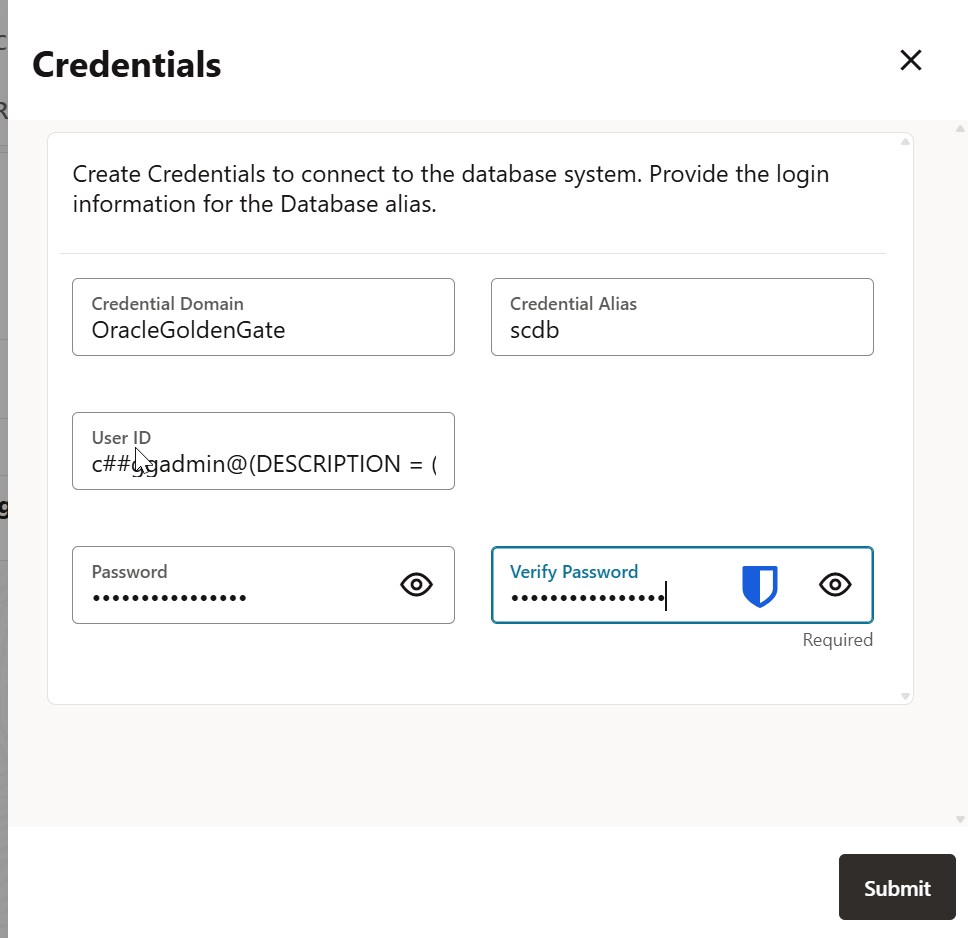 Credentials
Create Credentials to connect to the database system. Provide the login
information for the Database alias.
Credential Domain
OracleGoldenGate
Credential Alias
scdb
User ID
c##ggadmin@(DESCRIPTION = (
Password
••••••••••••••••
Verify Password
••••••••••••••••
Required
Submit